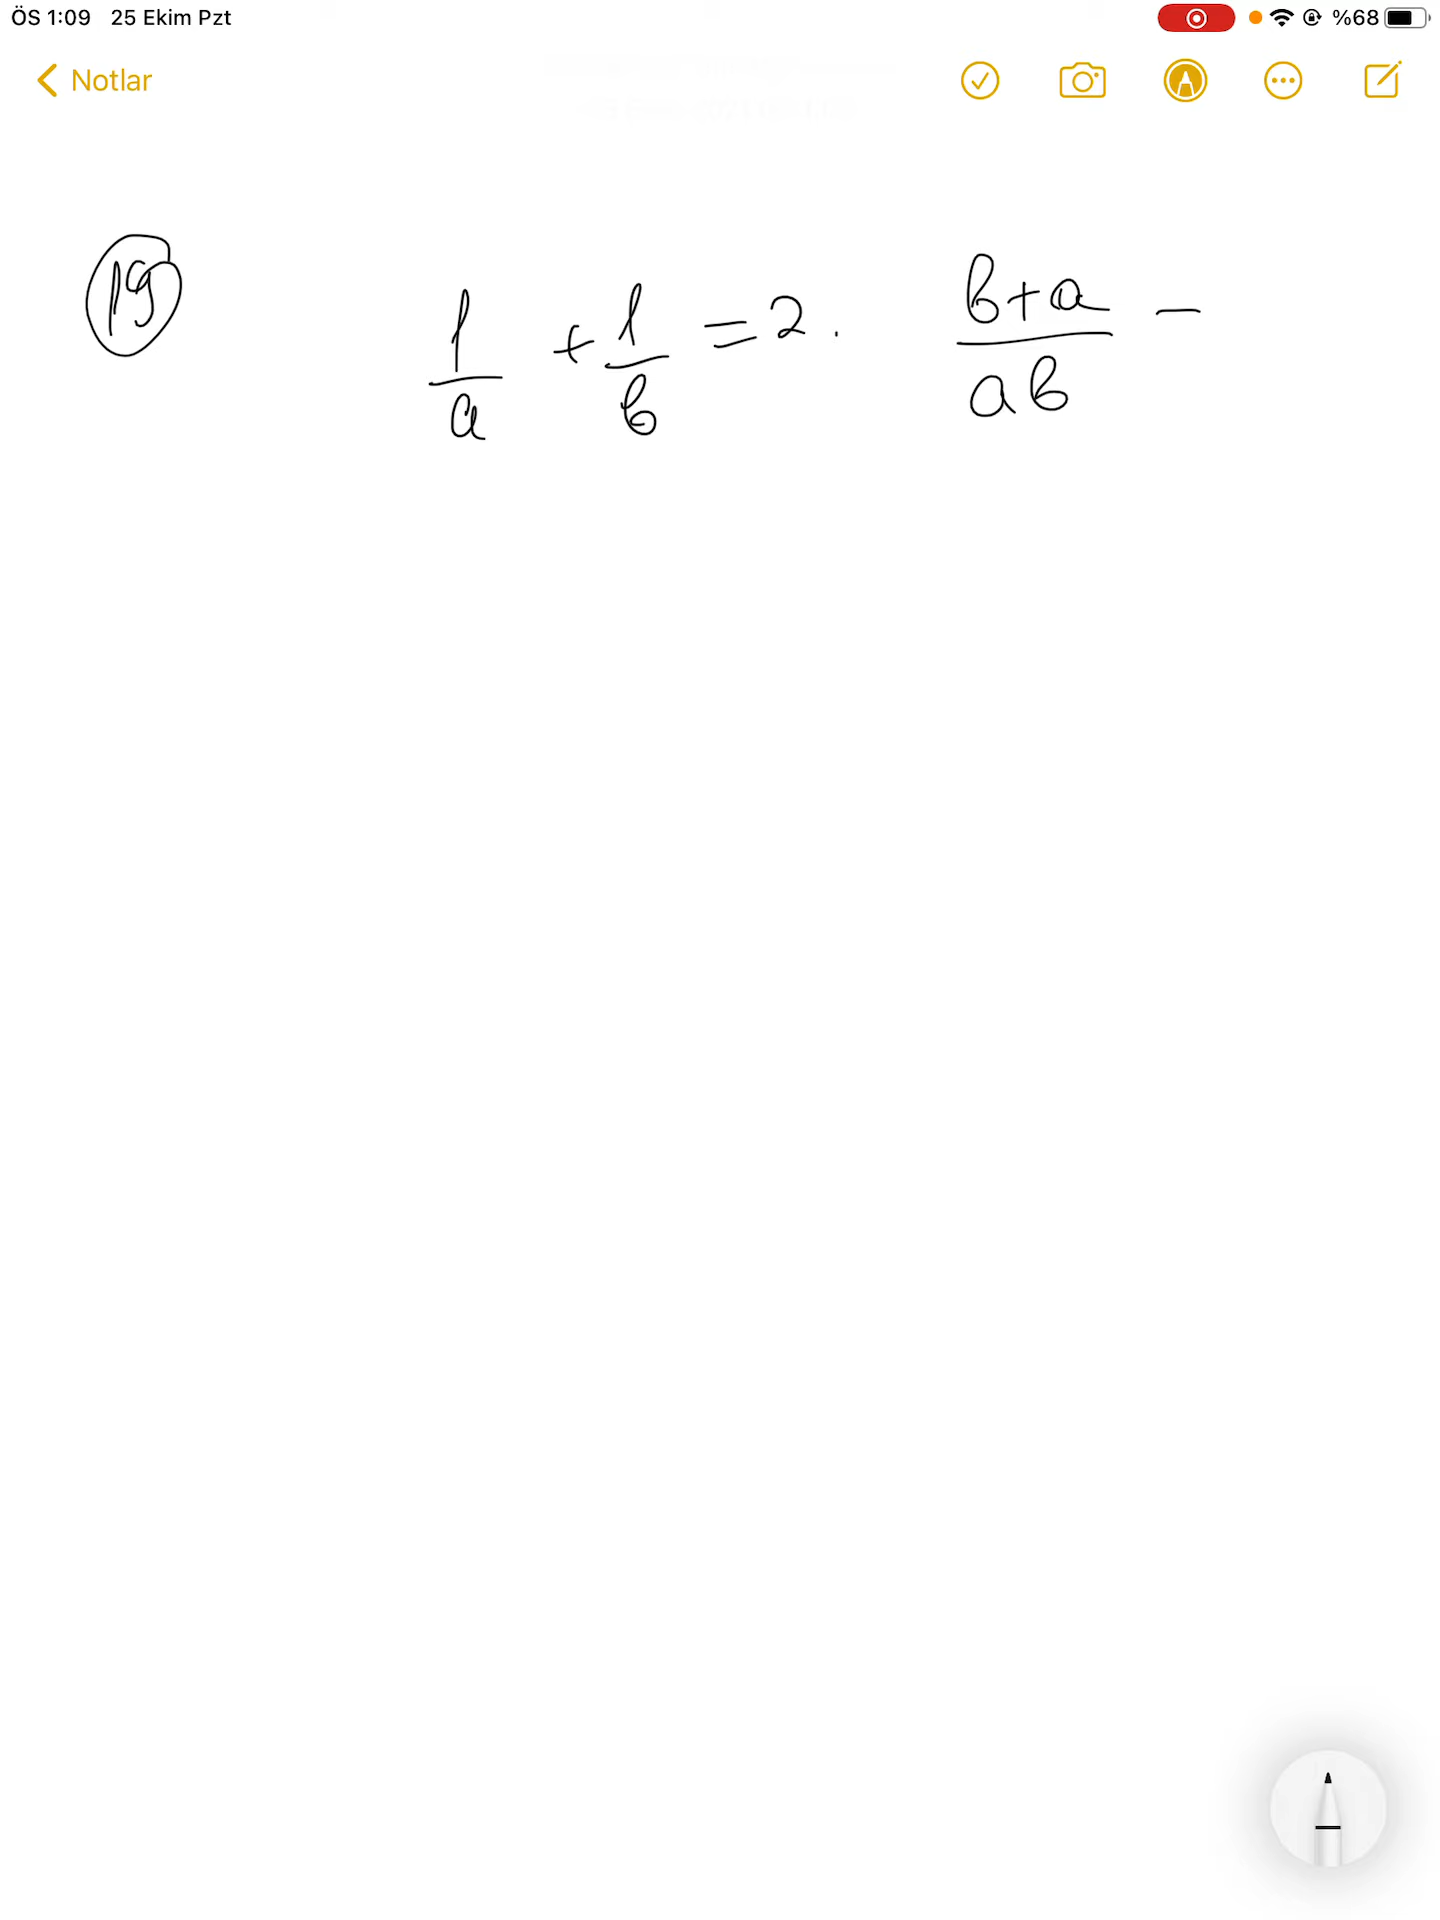 ÖS 1:09 25 Ekim Pzt %68
Notlar
19
1/a + 1/b = 2. b+a/ab −